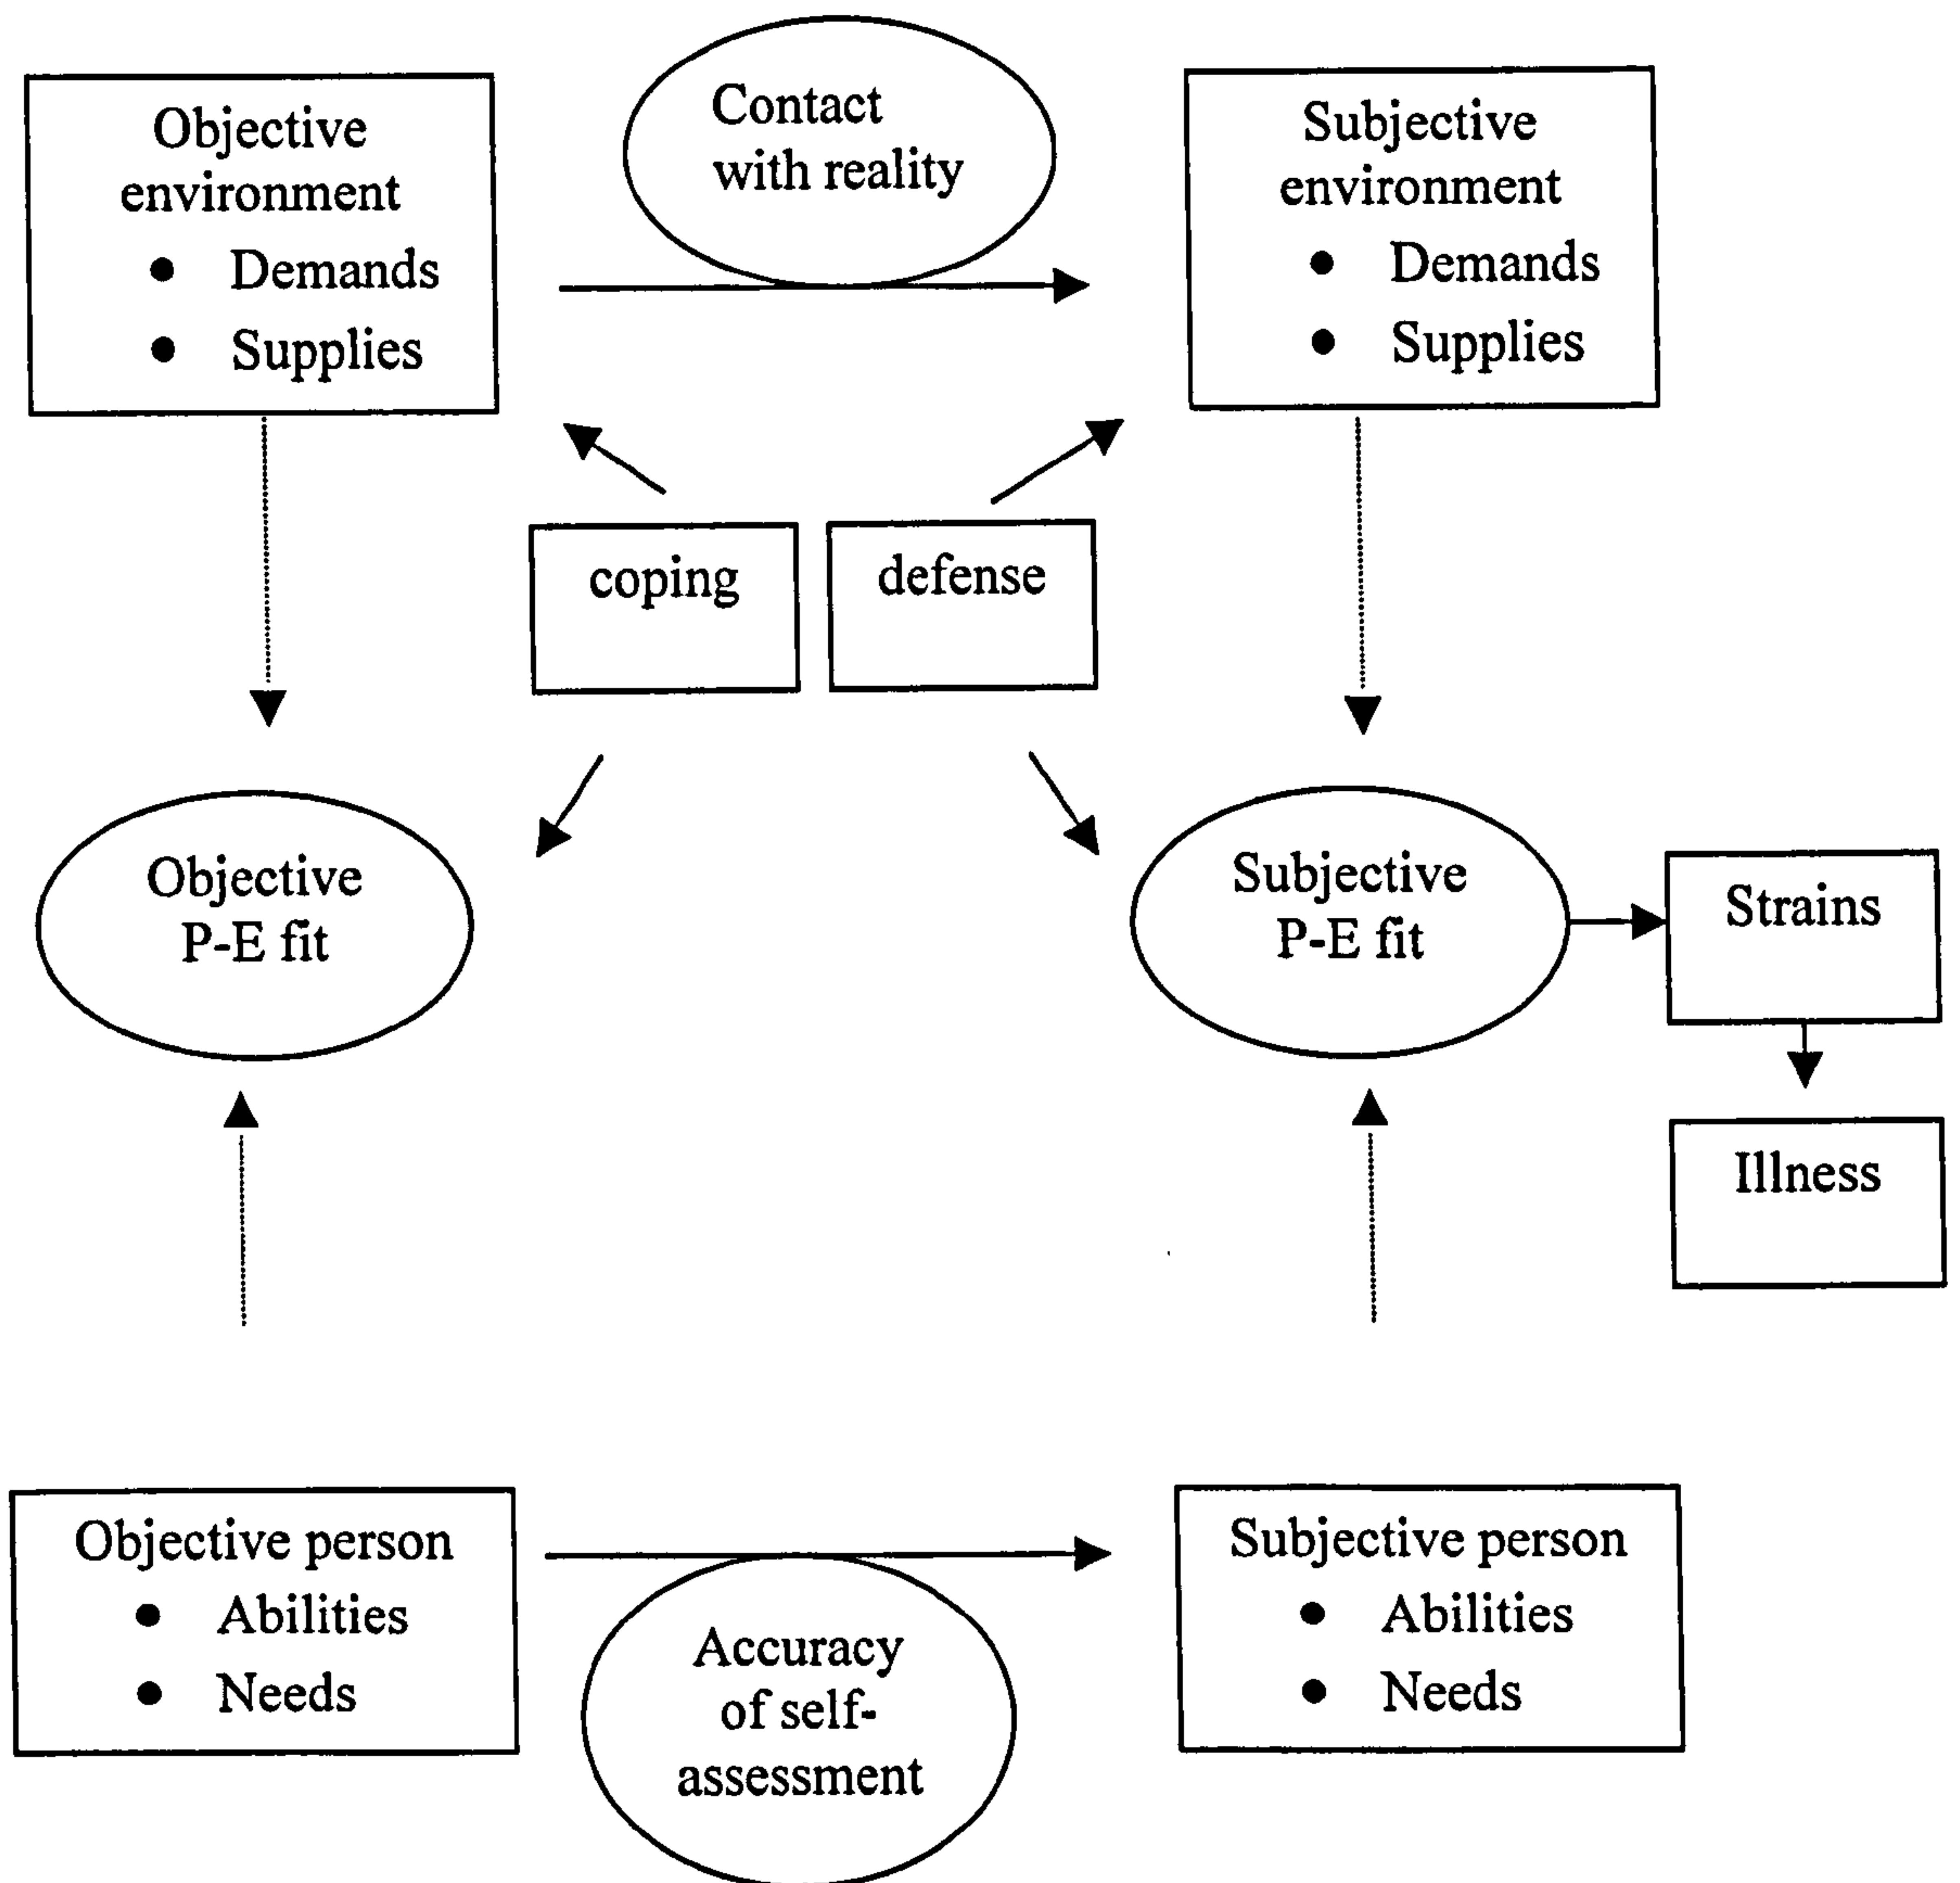 Objective
environment
● Demands
● Supplies
Contact
with reality
Subjective
environment
● Demands
● Supplies
coping
defense
Objective
P-E fit
Subjective
P-E fit
Strains
Illness
Objective person
● Abilities
● Needs
Accuracy
of self-
assessment
Subjective person
● Abilities
● Needs